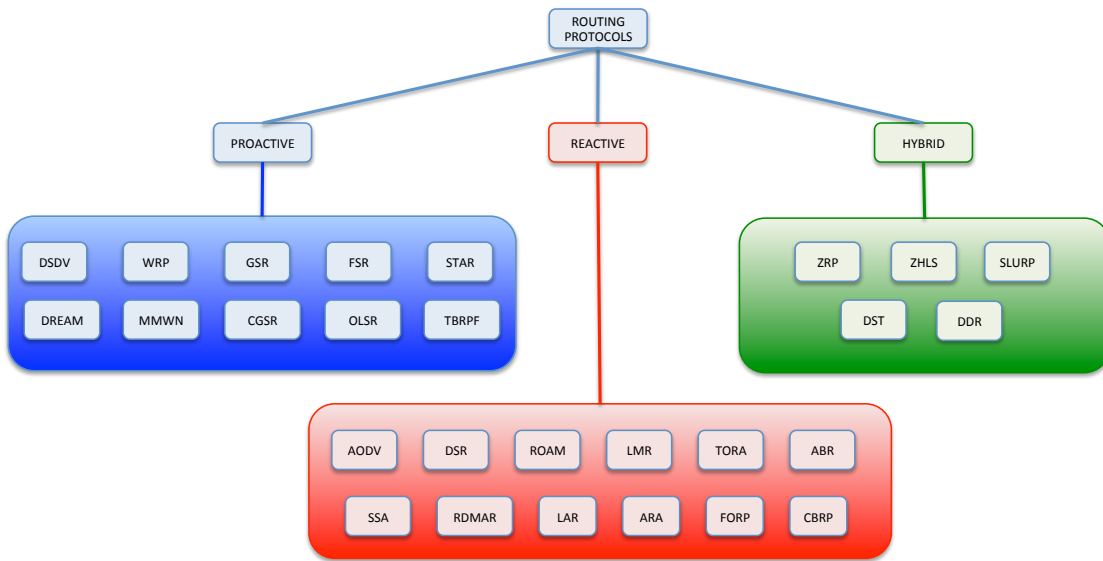 ROUTING
PROTOCOLS
PROACTIVE
REACTIVE
HYBRID
DSDV
WRP
GSR
FSR
STAR
DREAM
MMWN
CGSR
OLSR
TBRPF
ZRP
ZHLS
SLURP
DST
DDR
AODV
DSR
ROAM
LMR
TORA
ABR
SSA
RDMAR
LAR
ARA
FORP
CBRP